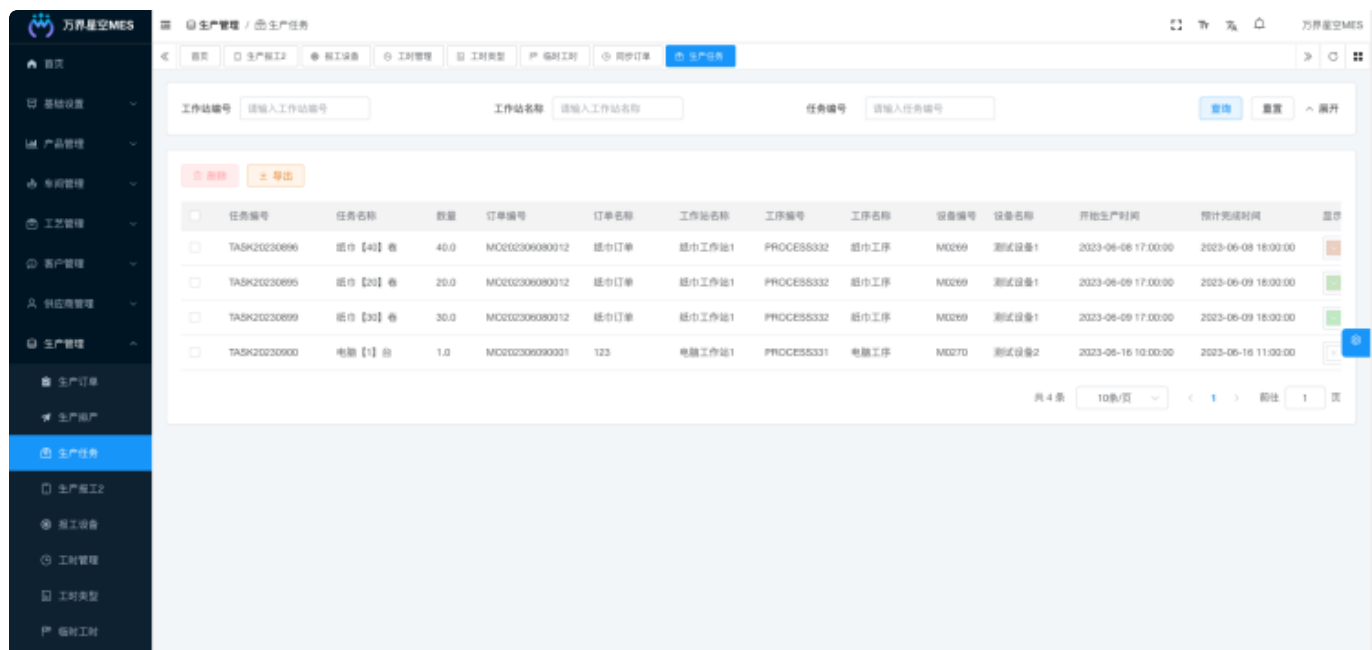 万界星空MES
生产管理 / 生产任务
万界星空MES
首页 生产报工2 报工设备 工时管理 工时类型 临时工时 同步订单 生产任务
首页
基础设置
产品管理
车间管理
工艺管理
客户管理
供应商管理
生产管理
生产订单
生产排产
生产任务
生产报工2
报工设备
工时管理
工时类型
临时工时
工作站编号 请输入工作站编号 工作站名称 请输入工作站名称 任务编号 请输入任务编号 查询 重置 展开
删除 导出
任务编号 任务名称 数量 订单编号 订单名称 工作站名称 工序编号 工序名称 设备编号 设备名称 开始生产时间 预计完成时间 显示
TASK20230896 纸巾【40】卷 40.0 MO202306080012 纸巾订单 纸巾工作站1 PROCESS332 纸巾工序 M0269 测试设备1 2023-06-08 17:00:00 2023-06-08 18:00:00
TASK20230895 纸巾【20】卷 20.0 MO202306080012 纸巾订单 纸巾工作站1 PROCESS332 纸巾工序 M0269 测试设备1 2023-06-09 17:00:00 2023-06-09 18:00:00
TASK20230899 纸巾【30】卷 30.0 MO202306080012 纸巾订单 纸巾工作站1 PROCESS332 纸巾工序 M0269 测试设备1 2023-06-09 17:00:00 2023-06-09 18:00:00
TASK20230900 电脑【1】台 1.0 MO202306090001 123 电脑工作站1 PROCESS331 电脑工序 M0270 测试设备2 2023-06-16 10:00:00 2023-06-16 11:00:00
共 4 条 10条/页 1 前往 1 页